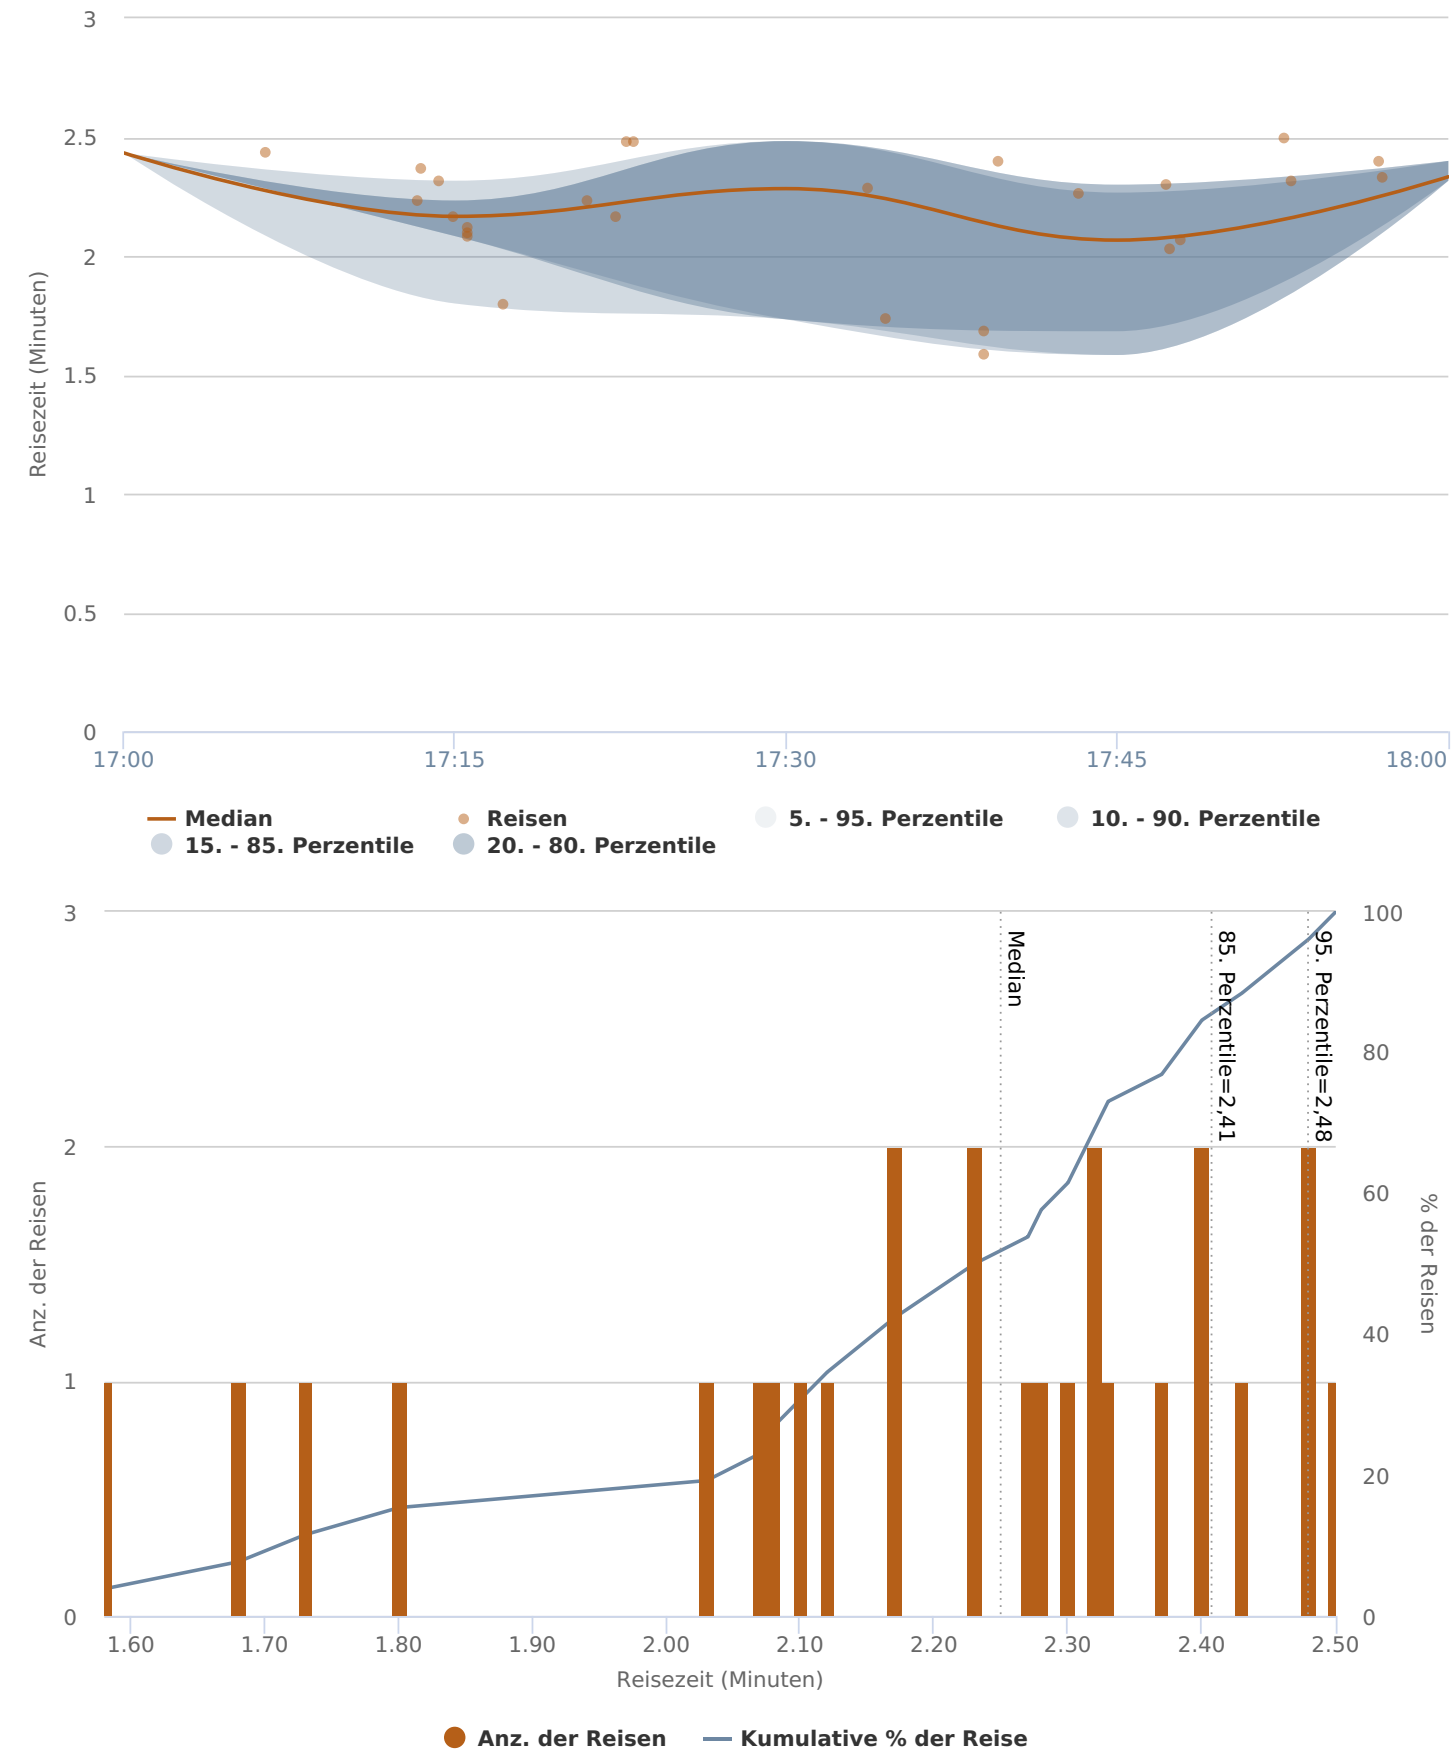 3
2.5
2
1.5
1
0.5
0
Reisezeit (Minuten)
17:00 17:15 17:30 17:45 18:00
Median Reisen 5. - 95. Perzentile 10. - 90. Perzentile
15. - 85. Perzentile 20. - 80. Perzentile
3
2
1
0
Anz. der Reisen
Median
85. Perzentile=2,41
95. Perzentile=2,48
100
80
60
40
20
0
% der Reisen
1.60 1.70 1.80 1.90 2.00 2.10 2.20 2.30 2.40 2.50
Reisezeit (Minuten)
Anz. der Reisen Kumulative % der Reise